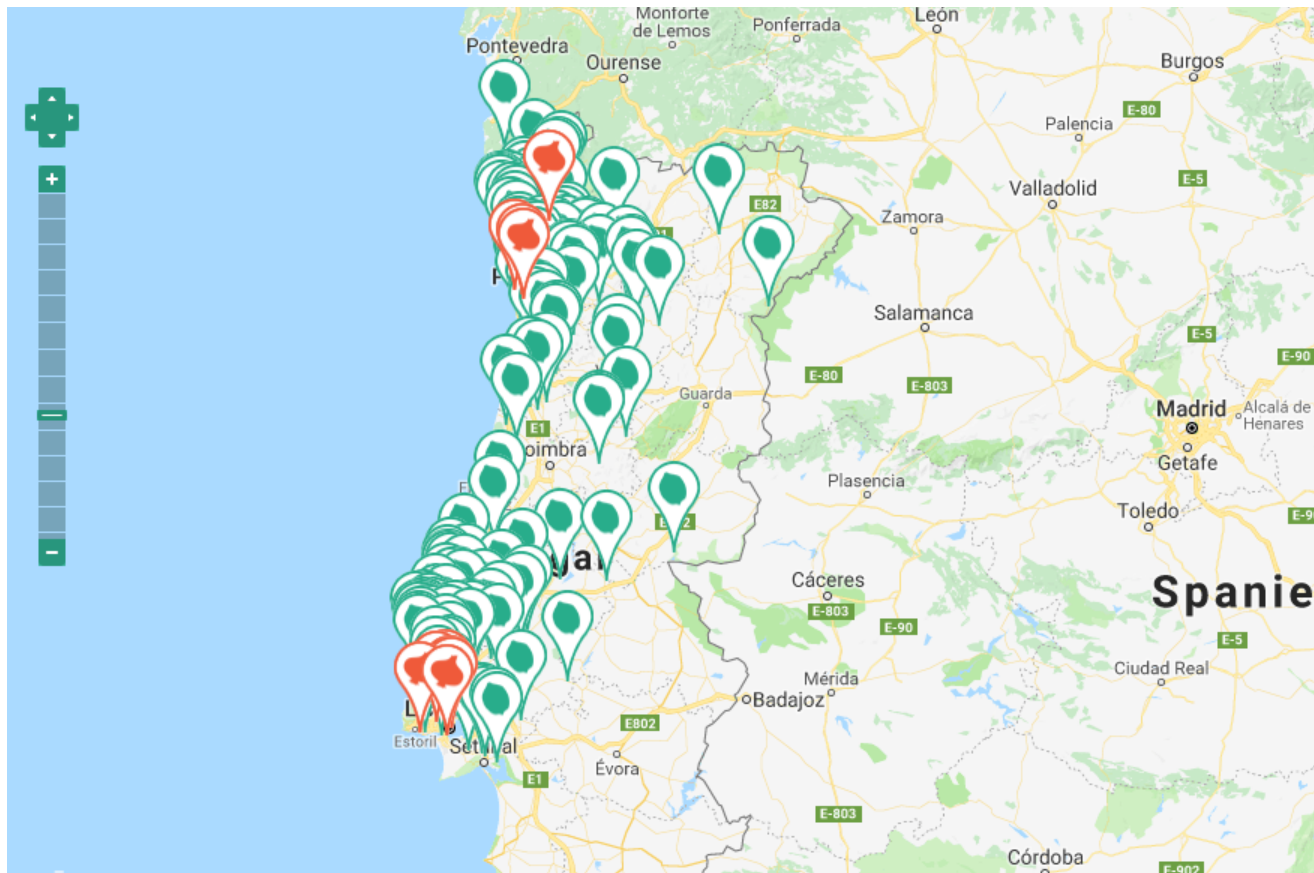 Monforte
de Lemos
Ponferrada
León
Pontevedra
Ourense
Burgos
E-80
Palencia
E-5
Valladolid
E82
Zamora
Salamanca
E-5
E-90
E-80
E-803
Guarda
Madrid
Alcalá de
Henares
E1
oimbra
Getafe
Plasencia
Toledo
E-9
gal
Cáceres
E-803
Spanie
E-90
E-5
Mérida
Ciudad Real
Badajoz
E802
Estoril
Évora
E1
E-803
Córdoba
E-902